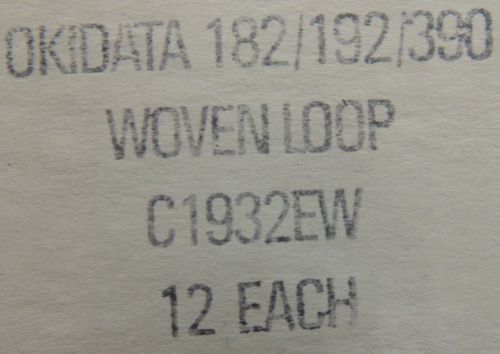 OKIDATA 182/192/390
WOVEN LOOP
C1932EW
12 EACH